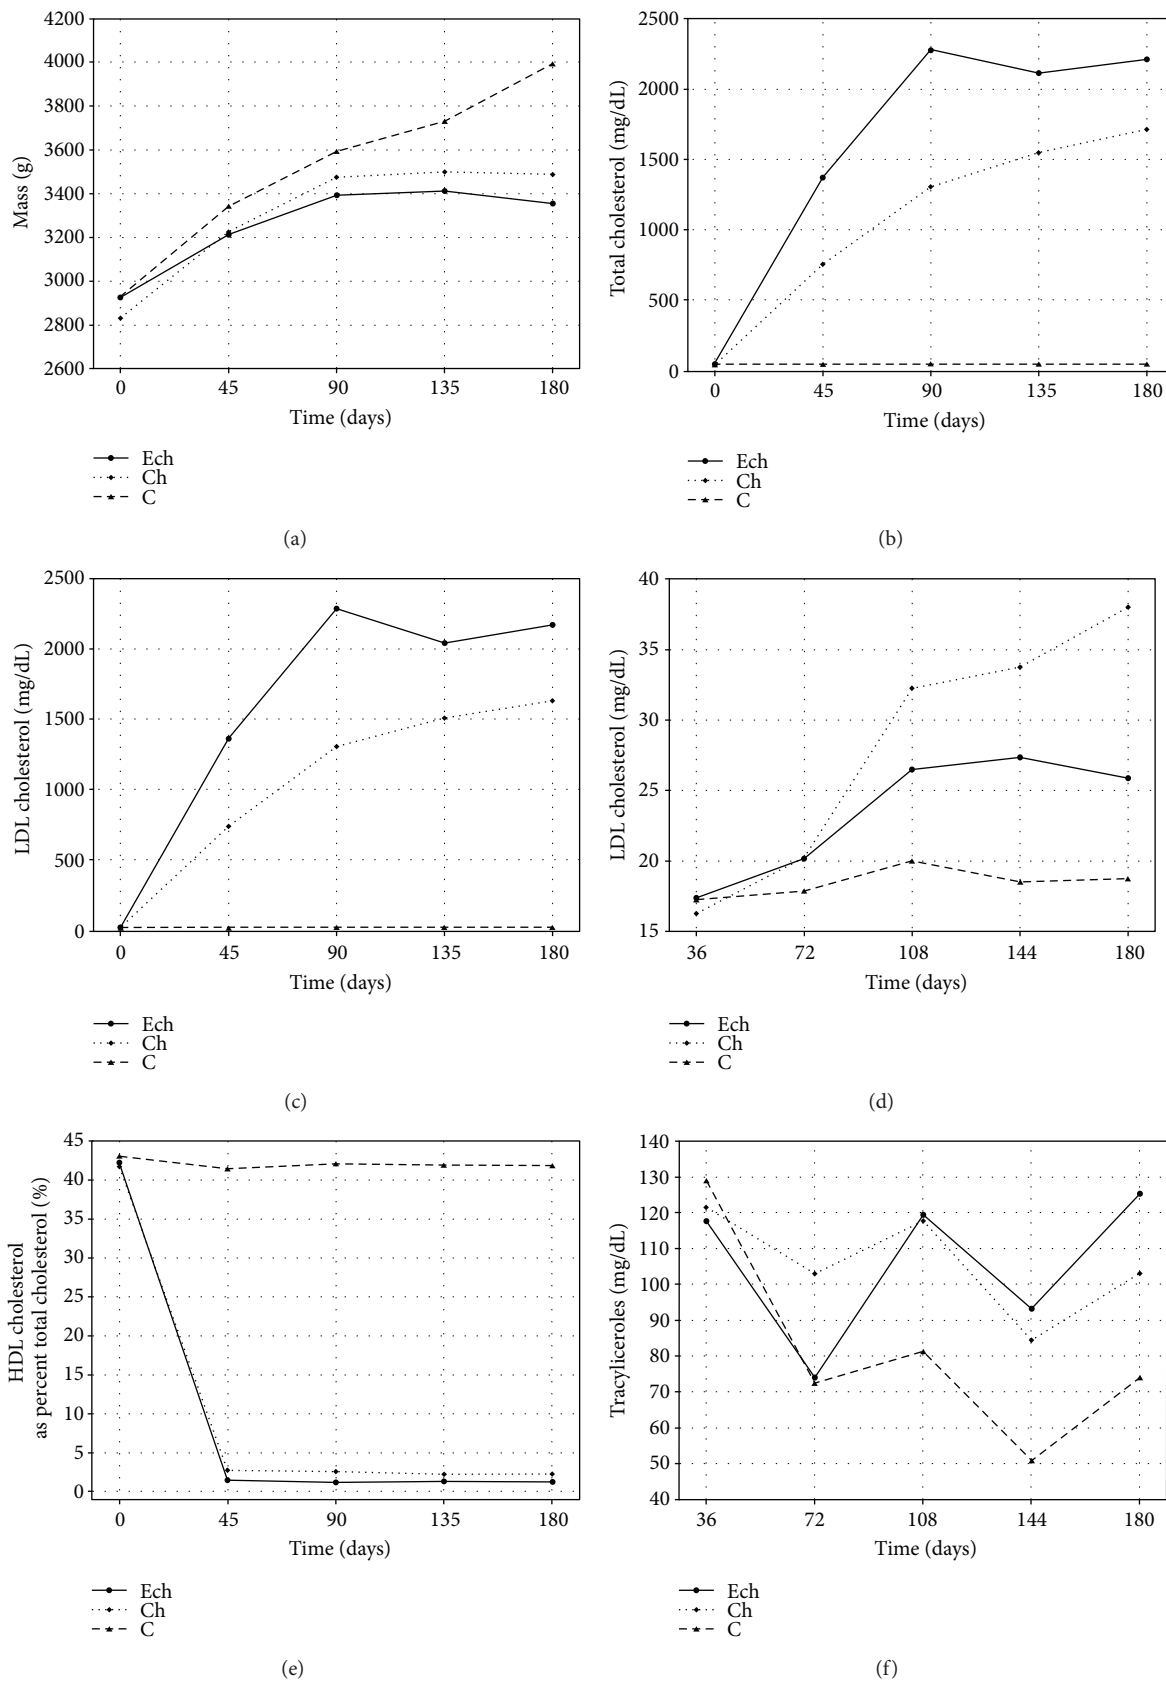 4200
4000
3800
3600
3400
3200
3000
2800
2600
Mass (g)
0 45 90 135 180
Time (days)
Ech
Ch
C
(a)
2500
2000
1500
1000
500
0
Total cholesterol (mg/dL)
0 45 90 135 180
Time (days)
Ech
Ch
C
(b)
2500
2000
1500
1000
500
0
LDL cholesterol (mg/dL)
0 45 90 135 180
Time (days)
Ech
Ch
C
(c)
40
35
30
25
20
15
LDL cholesterol (mg/dL)
36 72 108 144 180
Time (days)
Ech
Ch
C
(d)
45
40
35
30
25
20
15
10
5
0
HDL cholesterol
as percent total cholesterol (%)
0 45 90 135 180
Time (days)
Ech
Ch
C
(e)
140
130
120
110
100
90
80
70
60
50
40
Tracyliceroles (mg/dL)
36 72 108 144 180
Time (days)
Ech
Ch
C
(f)